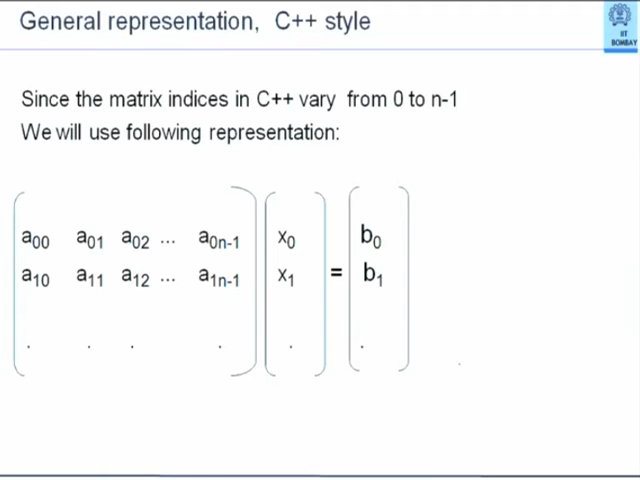 General representation, C++ style
IIT
BOMBAY
Since the matrix indices in C++ vary from 0 to n-1
We will use following representation:
a00 a01 a02 ... a0n-1 x0 b0
a10 a11 a12 ... a1n-1 x1 = b1
. . . . . .